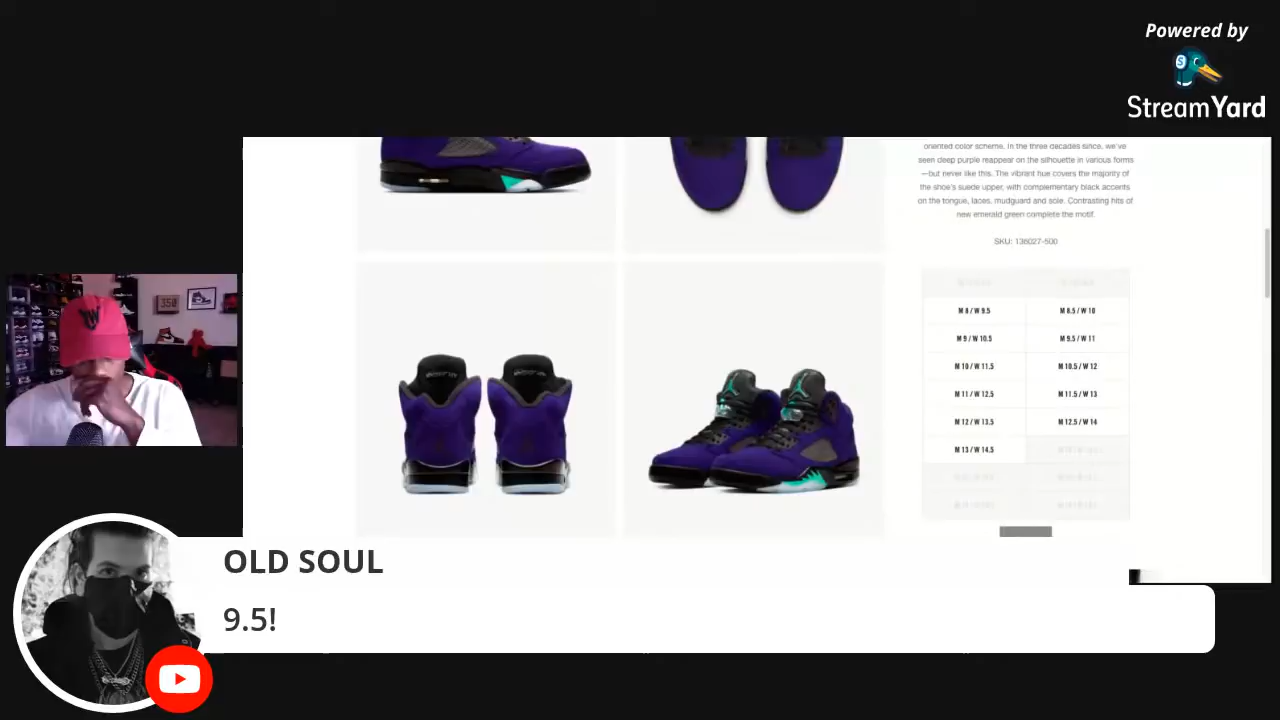 Powered by
StreamYard
oriented color scheme. In the three decades since, we've
seen deep purple reappear on the silhouette in various forms
—but never like this. The vibrant hue covers the majority of
the shoe's suede upper, with complementary black accents
on the tongue, laces, mudguard and sole. Contrasting hits of
new emerald green complete the motif.
SKU: 136027-500
M 8 / W 9.5
M 8.5 / W 10
M 9 / W 10.5
M 9.5 / W 11
M 10 / W 11.5
M 10.5 / W 12
M 11 / W 12.5
M 11.5 / W 13
M 12 / W 13.5
M 12.5 / W 14
M 13 / W 14.5
350
OLD SOUL
9.5!